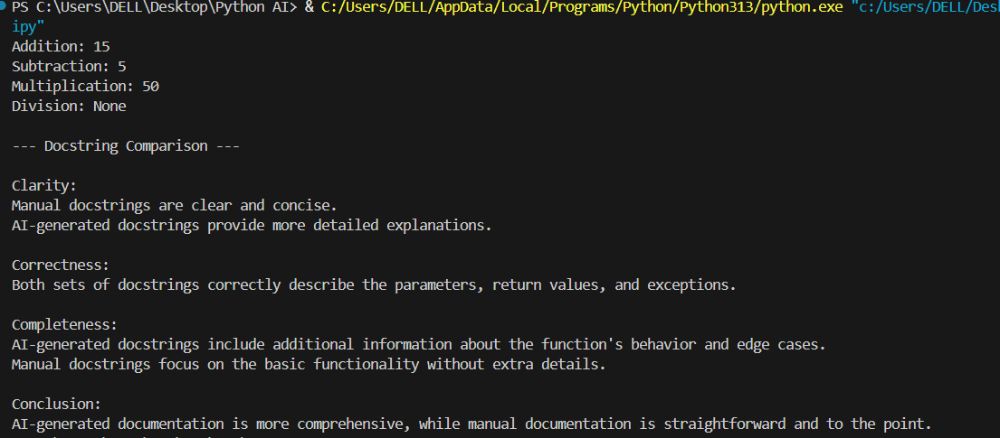 PS C:\Users\DELL\Desktop\Python AI> & C:/Users/DELL/AppData/Local/Programs/Python/Python313/python.exe "c:/Users/DELL/Des
ipy"
Addition: 15
Subtraction: 5
Multiplication: 50
Division: None
--- Docstring Comparison ---
Clarity:
Manual docstrings are clear and concise.
AI-generated docstrings provide more detailed explanations.
Correctness:
Both sets of docstrings correctly describe the parameters, return values, and exceptions.
Completeness:
AI-generated docstrings include additional information about the function's behavior and edge cases.
Manual docstrings focus on the basic functionality without extra details.
Conclusion:
AI-generated documentation is more comprehensive, while manual documentation is straightforward and to the point.